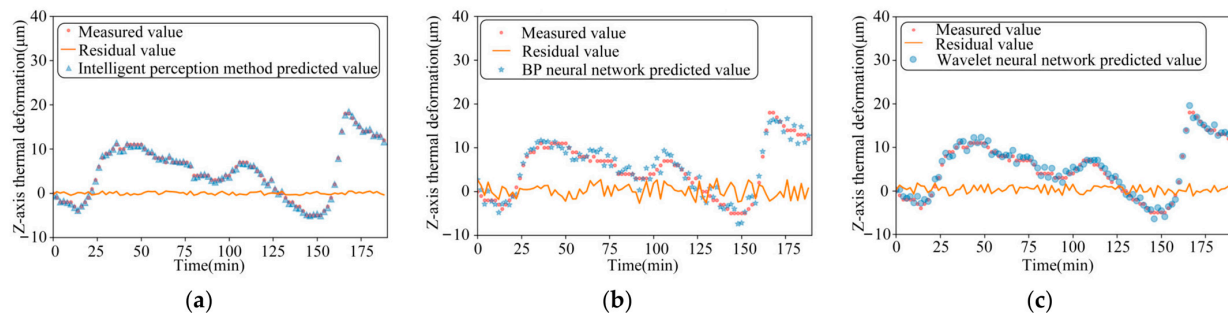 Z-axis thermal deformation(μm)
40
30
20
10
0
−10
Measured value
Residual value
Intelligent perception method predicted value
0 25 50 75 100 125 150 175
Time(min)
(a)
Z-axis thermal deformation(μm)
40
30
20
10
0
−10
Measured value
Residual value
BP neural network predicted value
0 25 50 75 100 125 150 175
Time(min)
(b)
Z-axis thermal deformation(μm)
40
30
20
10
0
−10
Measured value
Residual value
Wavelet neural network predicted value
0 25 50 75 100 125 150 175
Time(min)
(c)